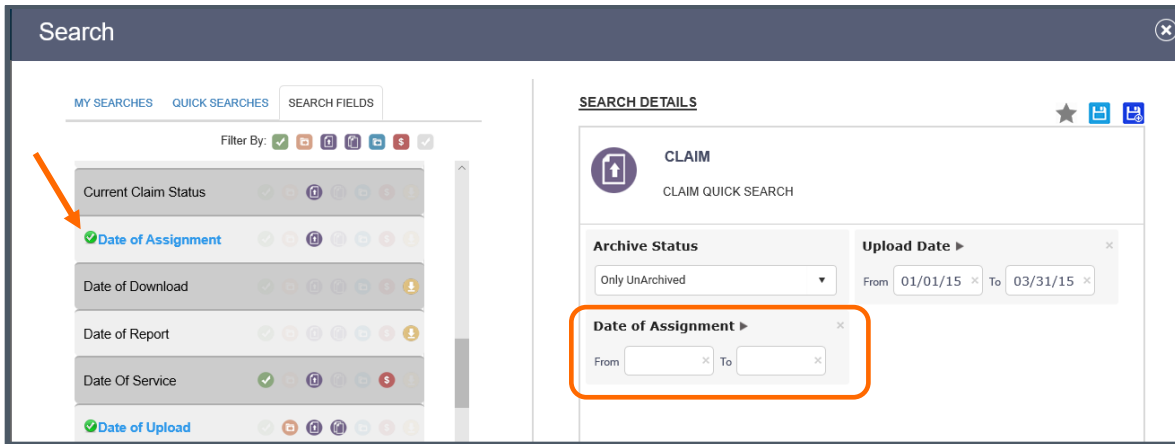 Search
MY SEARCHES QUICK SEARCHES SEARCH FIELDS
Filter By:
Current Claim Status
Date of Assignment
Date of Download
Date of Report
Date Of Service
Date of Upload
SEARCH DETAILS
CLAIM
CLAIM QUICK SEARCH
Archive Status
Only UnArchived
Upload Date
From 01/01/15 × To 03/31/15 ×
Date of Assignment
From × To ×